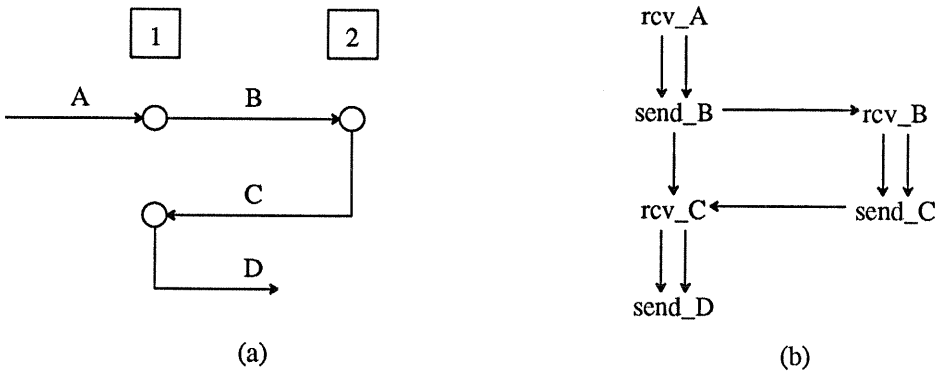 1
2
A
B
C
D
(a)
rcv_A
send_B
rcv_B
rcv_C
send_C
send_D
(b)